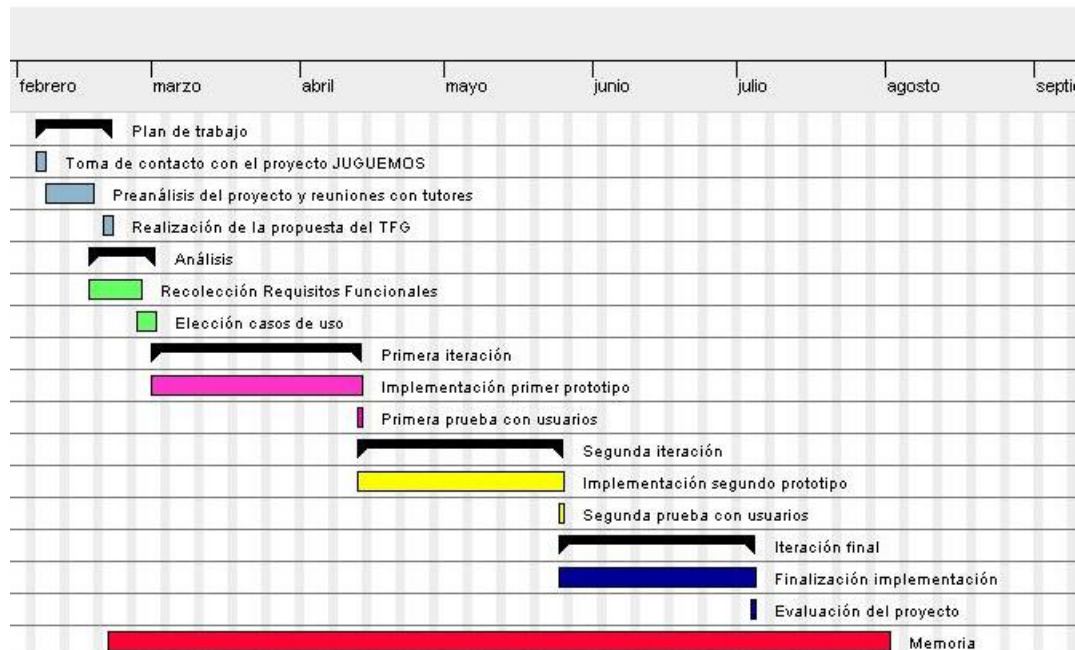 febrero marzo abril mayo junio julio agosto septie
Plan de trabajo
Toma de contacto con el proyecto JUGUEMOS
Preanálisis del proyecto y reuniones con tutores
Realización de la propuesta del TFG
Análisis
Recolección Requisitos Funcionales
Elección casos de uso
Primera iteración
Implementación primer prototipo
Primera prueba con usuarios
Segunda iteración
Implementación segundo prototipo
Segunda prueba con usuarios
Iteración final
Finalización implementación
Evaluación del proyecto
Memoria